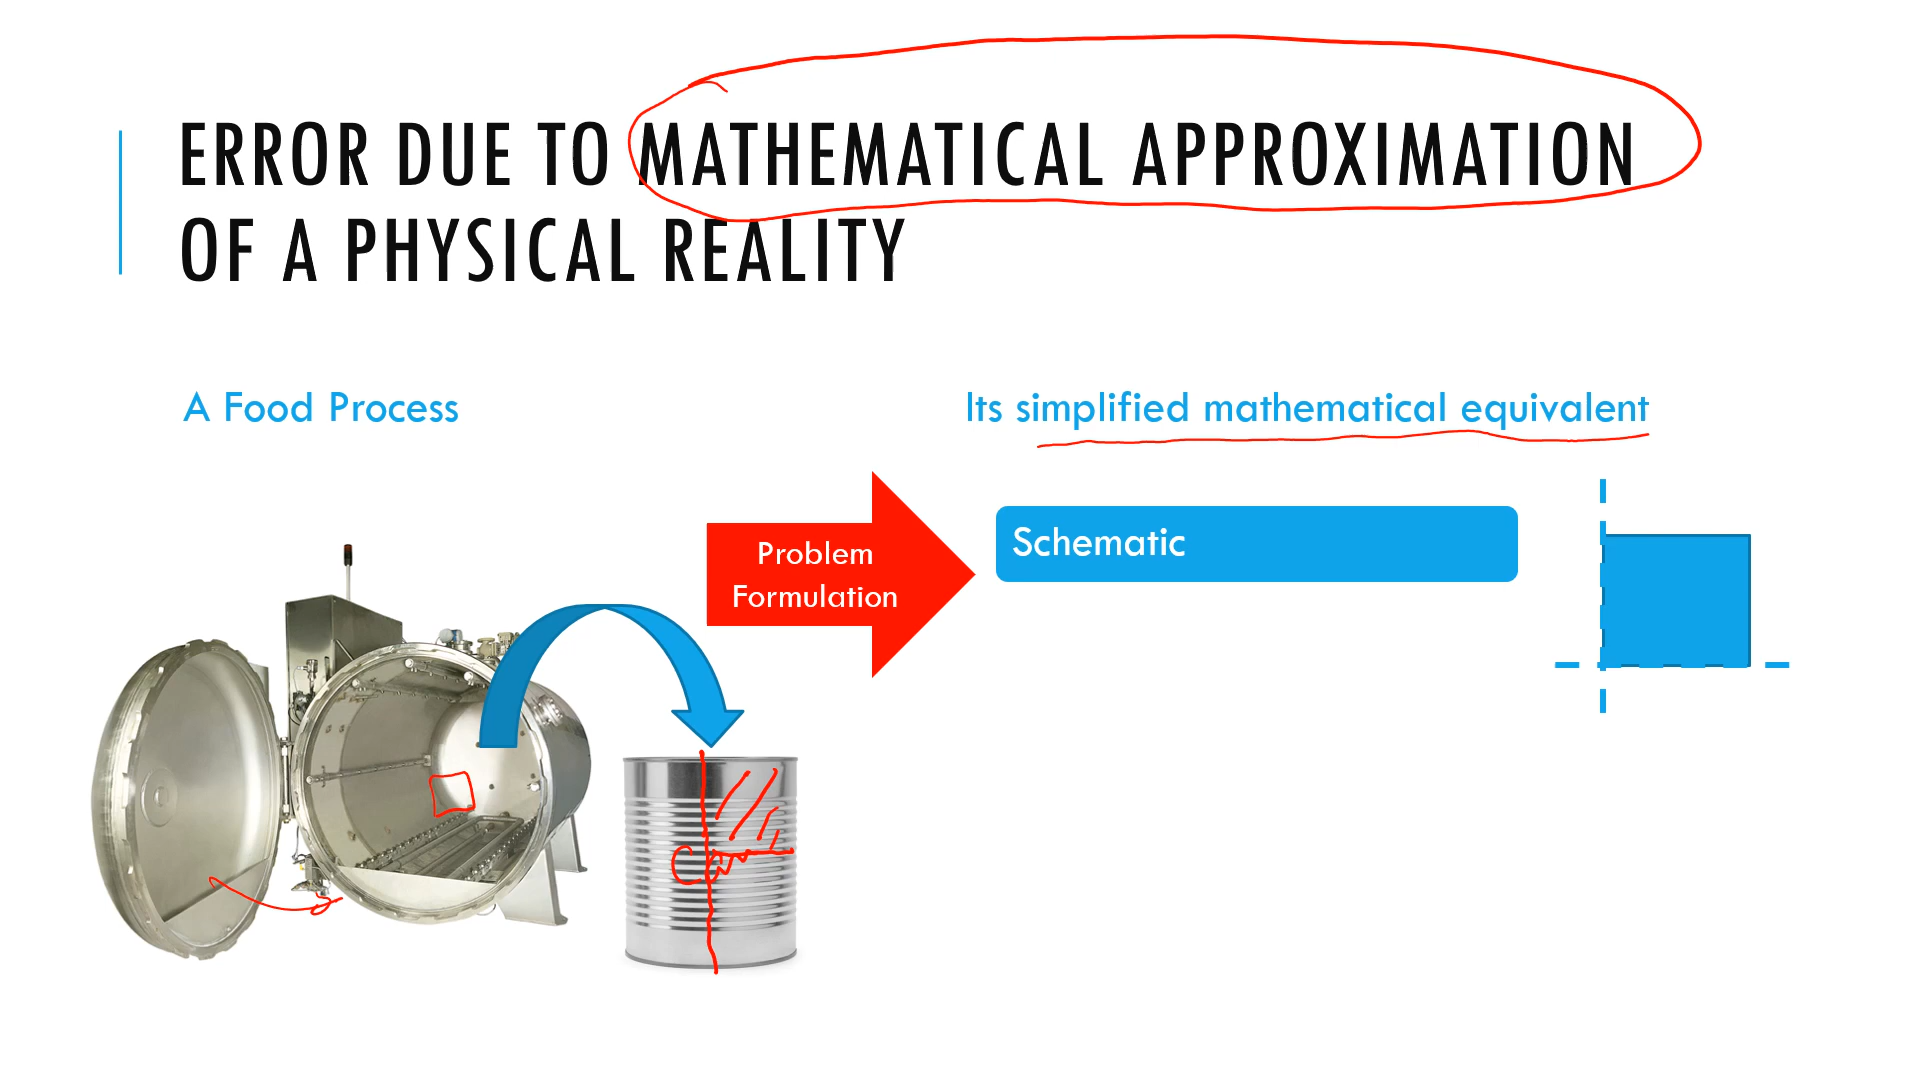 ERROR DUE TO MATHEMATICAL APPROXIMATION
OF A PHYSICAL REALITY
A Food Process
Its simplified mathematical equivalent
Problem
Formulation
Schematic